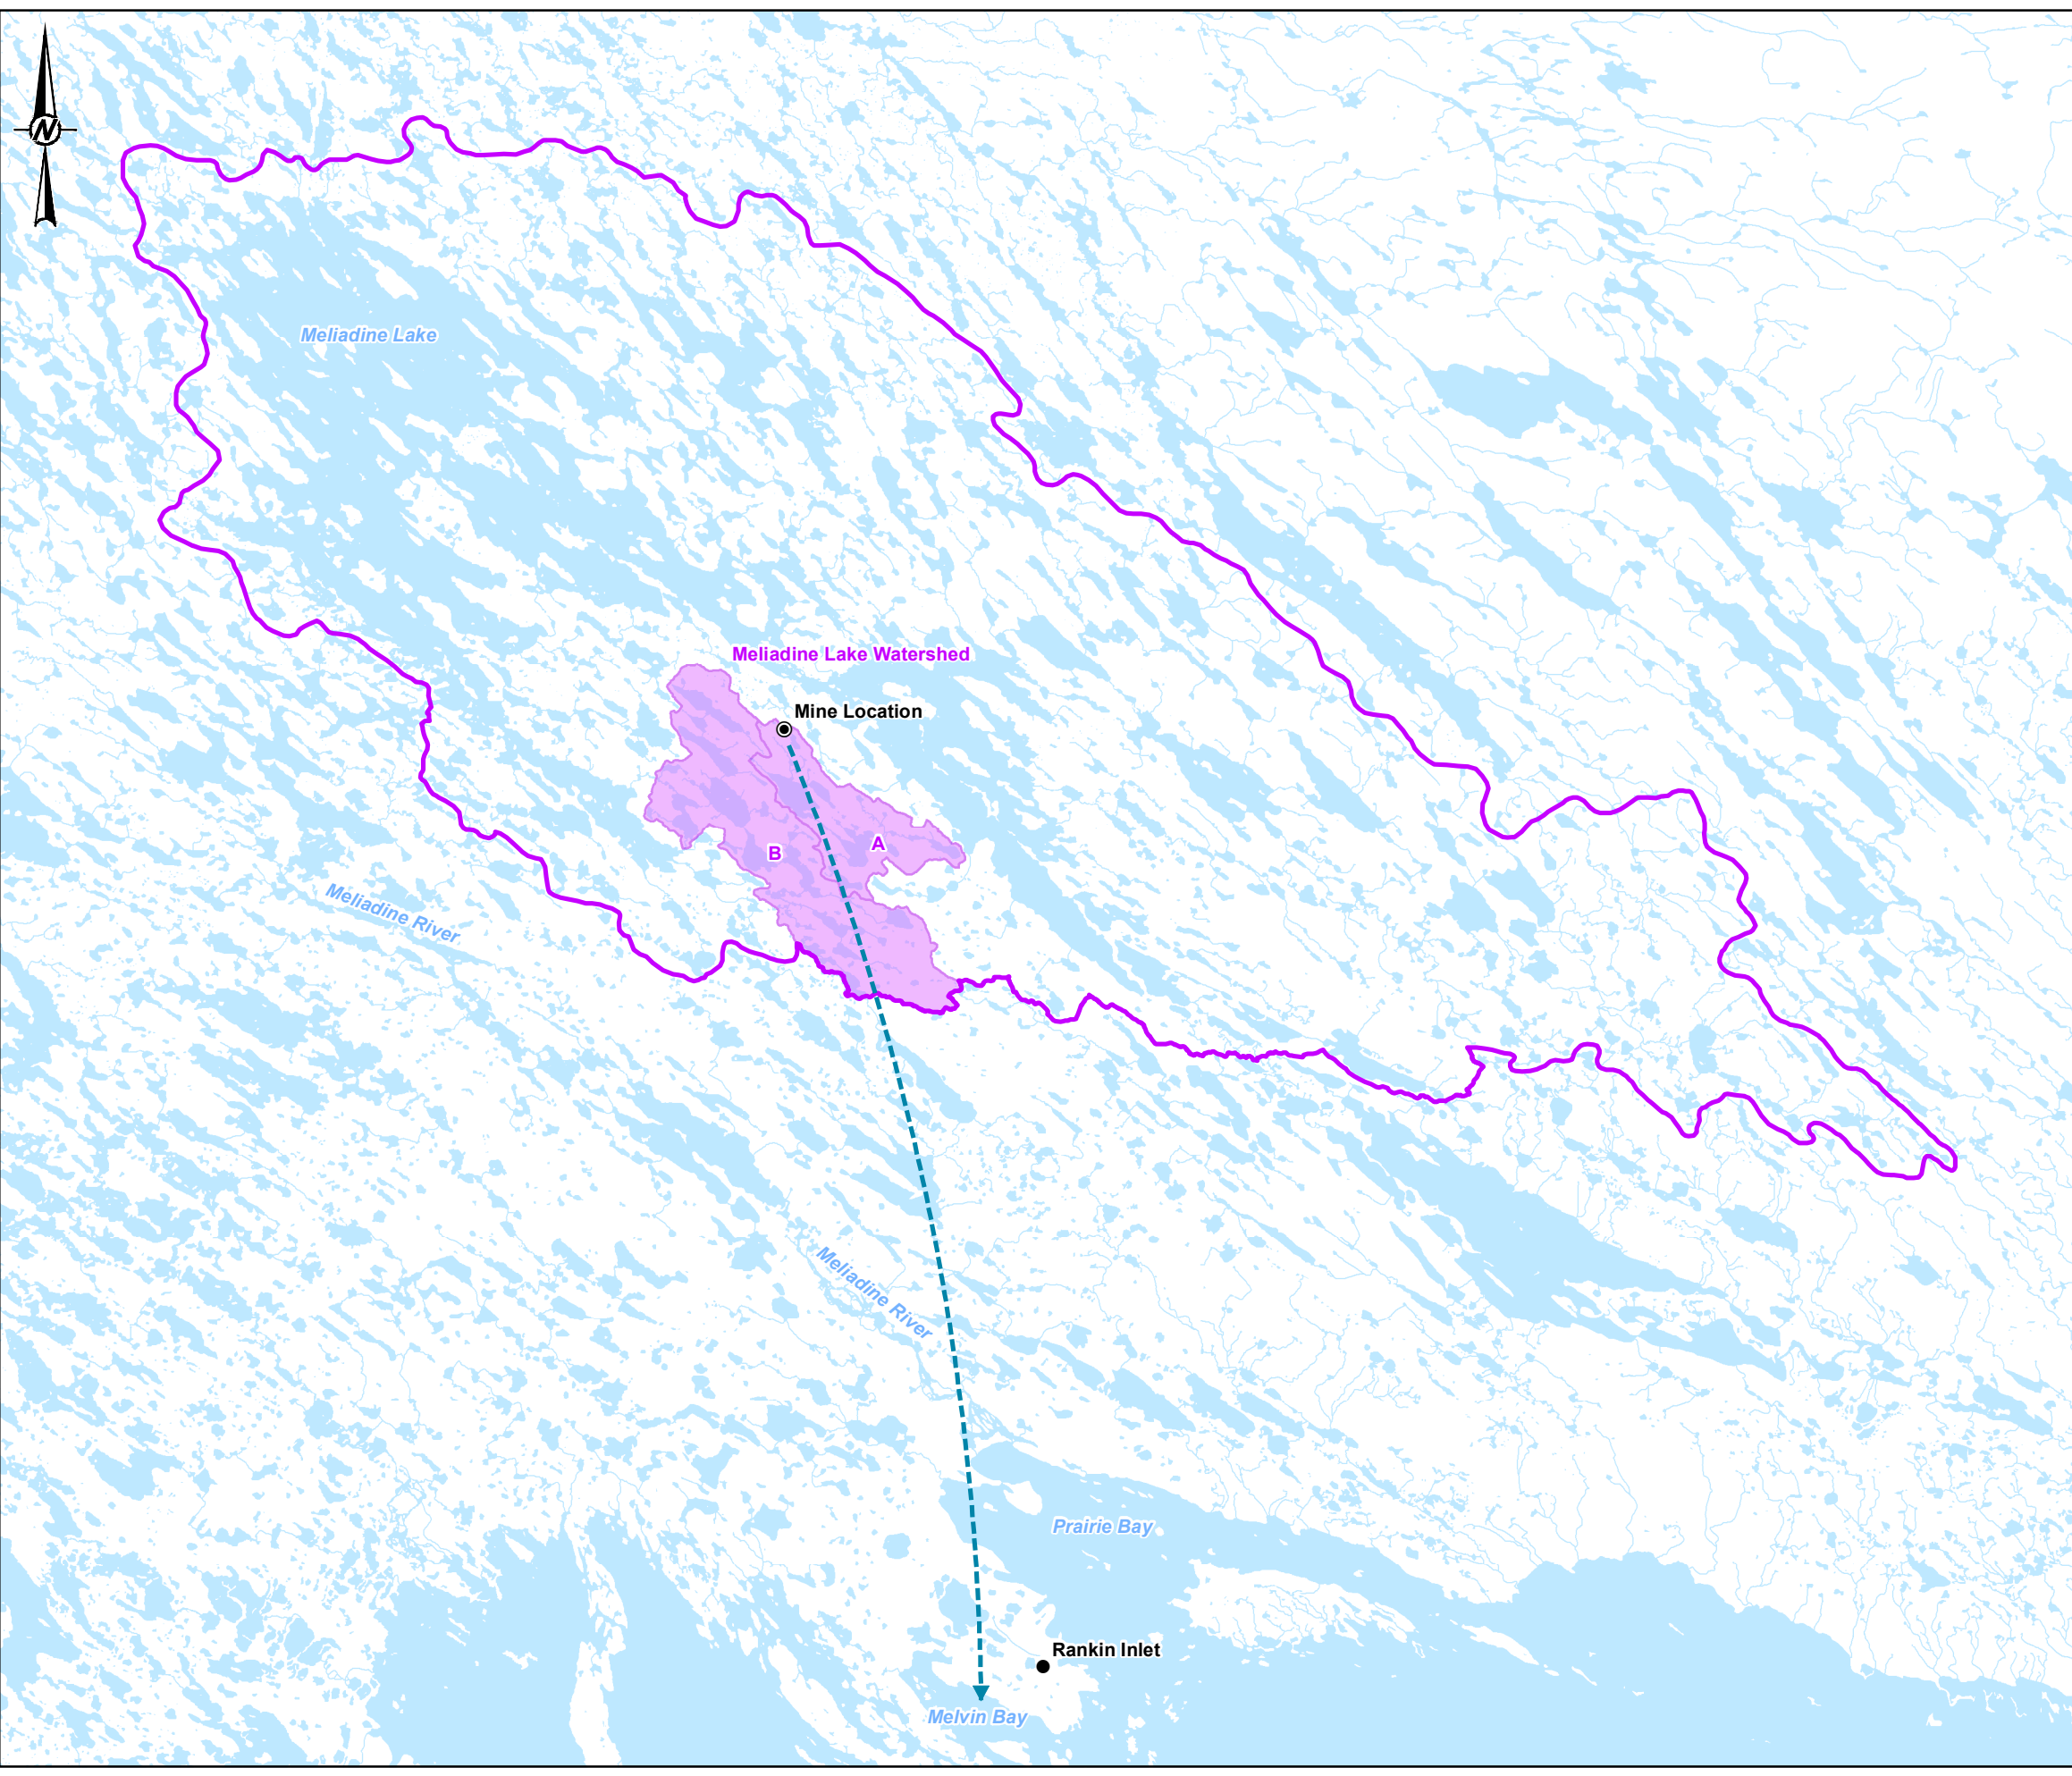 N
Meliadine Lake
Meliadine Lake Watershed
Mine Location
A
B
Meliadine River
Meliadine River
Prairie Bay
Rankin Inlet
Melvin Bay